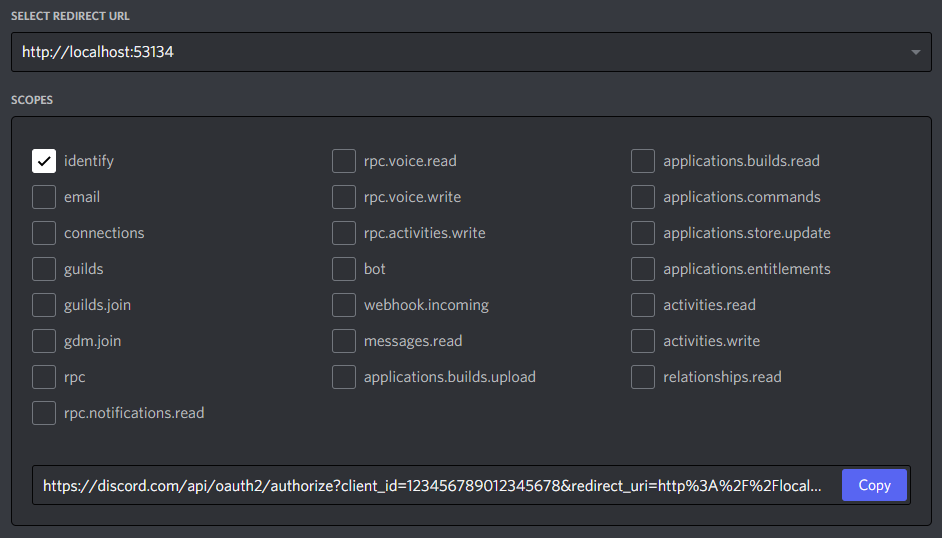 SELECT REDIRECT URL
http://localhost:53134
SCOPES
identify
email
connections
guilds
guilds.join
gdm.join
rpc
rpc.notifications.read
rpc.voice.read
rpc.voice.write
rpc.activities.write
bot
webhook.incoming
messages.read
applications.builds.upload
applications.builds.read
applications.commands
applications.store.update
applications.entitlements
activities.read
activities.write
relationships.read
https://discord.com/api/oauth2/authorize?client_id=123456789012345678&redirect_uri=http%3A%2F%2Flocal...
Copy